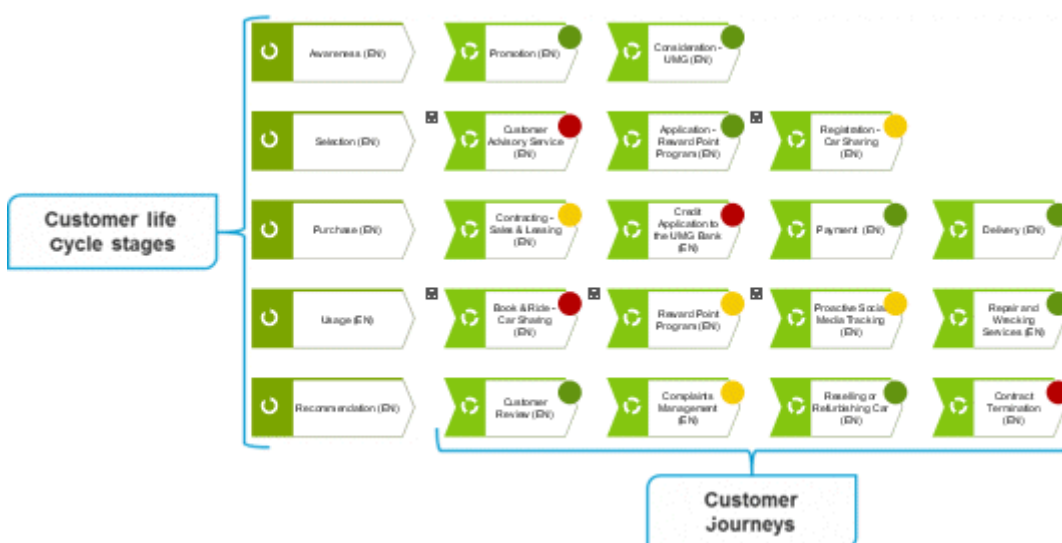 Awareness (EN)
Promotion (EN)
Consideration -
UMG (EN)
Selection (EN)
Customer
Advisory Service
(EN)
Application -
Reward Point
Program (EN)
Registration -
Car Sharing
(EN)
Customer life
cycle stages
Purchase (EN)
Contracting -
Sales & Leasing
(EN)
Credit
Application to
the UMG Bank
(EN)
Payment (EN)
Delivery (EN)
Usage (EN)
Book & Ride -
Car Sharing
(EN)
Reward Point
Program (EN)
Proactive Social
Media Tracking
(EN)
Repair and
Wrecking
Services (EN)
Recommendation (EN)
Customer
Review (EN)
Complaints
Management
(EN)
Reselling or
Refurbishing Car
(EN)
Contract
Termination
(EN)
Customer
Journeys